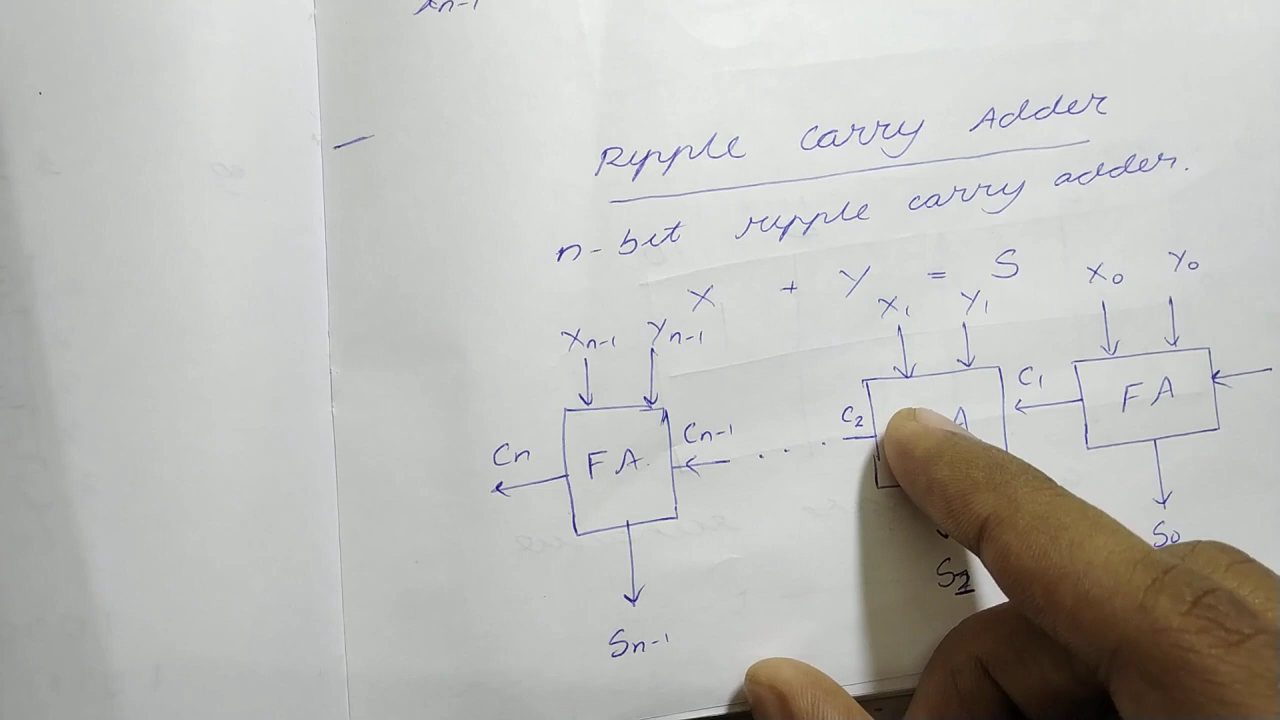 Ripple Carry Adder
n-bit ripple carry adder.
X + Y = S
Xn-1 Yn-1 X1 Y1 X0 Y0
Cn FA Cn-1 .... C2 A C1 FA
Sn-1 S2 S0